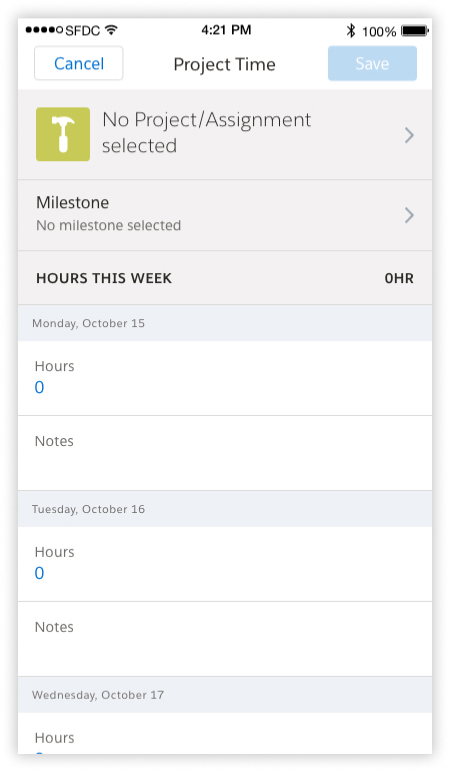 SFDC 4:21 PM 100%
Cancel Project Time Save
No Project/Assignment
selected
Milestone
No milestone selected
HOURS THIS WEEK 0HR
Monday, October 15
Hours
0
Notes
Tuesday, October 16
Hours
0
Notes
Wednesday, October 17
Hours